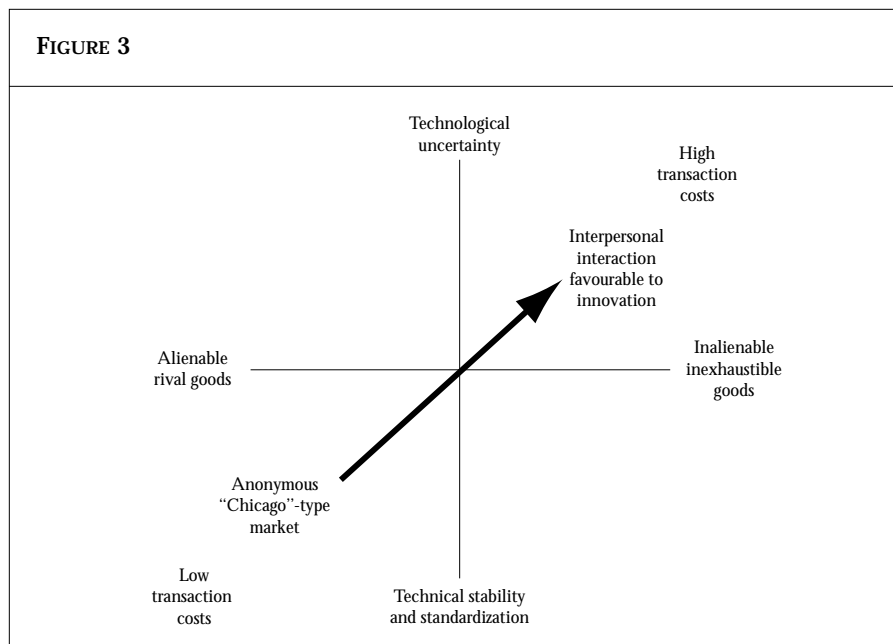 FIGURE 3
Technological
uncertainty
High
transaction
costs
Interpersonal
interaction
favourable to
innovation
Alienable
rival goods
Inalienable
inexhaustible
goods
Anonymous
“Chicago”-type
market
Low
transaction
costs
Technical stability
and standardization